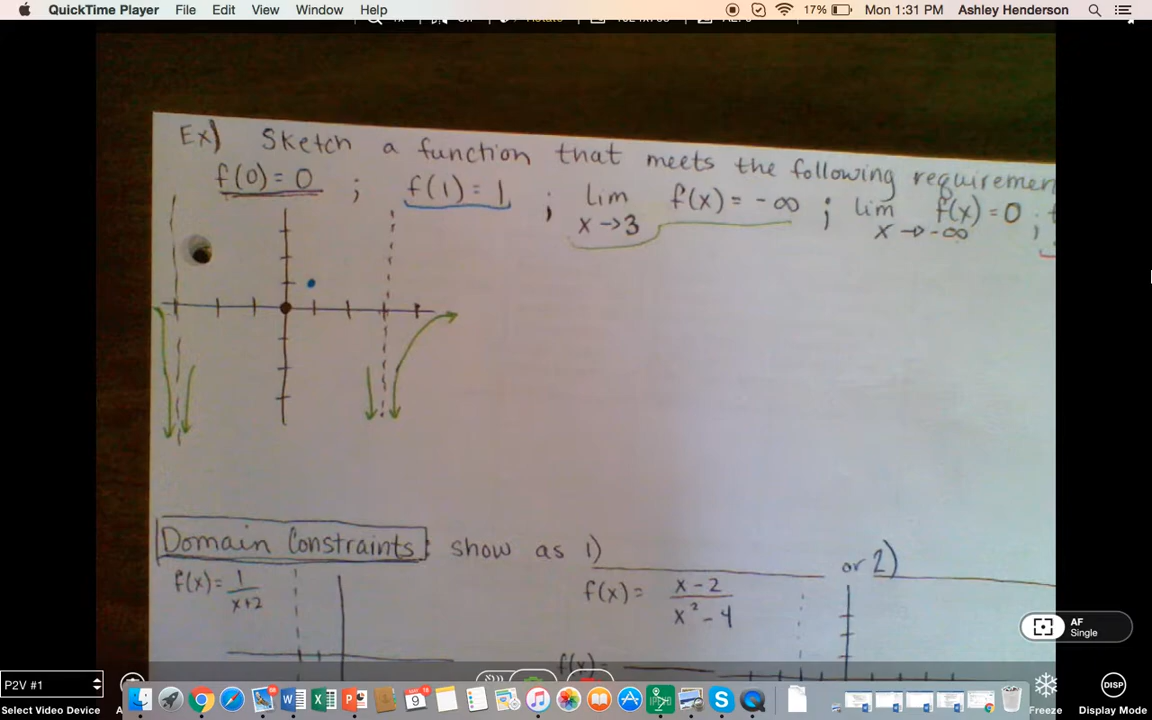 QuickTime Player File Edit View Window Help 17% Mon 1:31 PM Ashley Henderson
Ex) Sketch a function that meets the following requiremen
f(0) = 0 ; f(1) = 1 ; lim f(x) = -∞ ; lim f(x) = 0 ;
x → 3 x → -∞
Domain Constraints: show as 1) or 2)
f(x) = 1 f(x) = x - 2
x+2 x² - 4
f(x) =
AF
Single
P2V #1
Select Video Device
Freeze
DISP
Display Mode